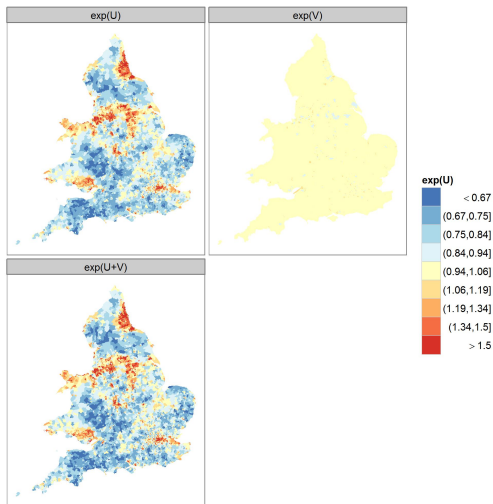 exp(U)
exp(V)
exp(U)
< 0.67
(0.67,0.75]
(0.75,0.84]
(0.84,0.94]
(0.94,1.06]
(1.06,1.19]
(1.19,1.34]
(1.34,1.5]
> 1.5
exp(U+V)